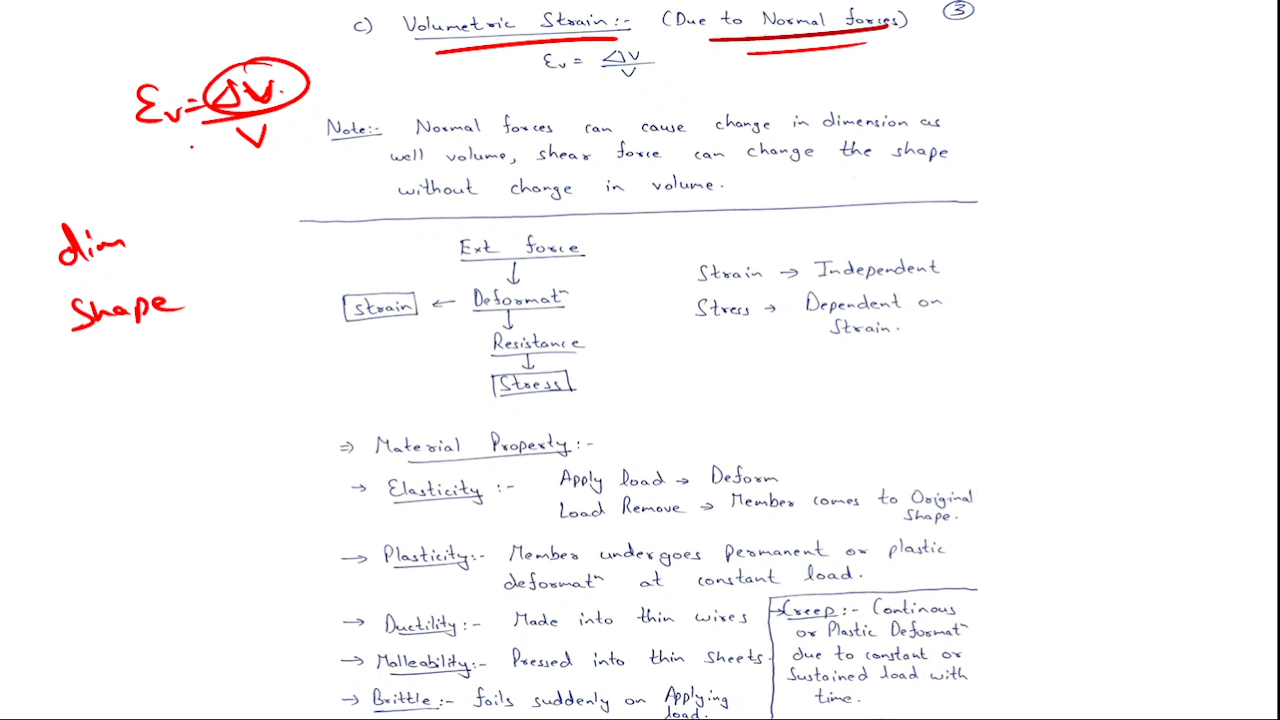 c) Volumetric Strain:- (Due to Normal forces) 3
Ev = ΔV/V
Ev = ΔV/V
Note:- Normal forces can cause change in dimension as
well volume, shear force can change the shape
without change in volume.
dim
Shape
Ext force
↓
strain ← Deformatⁿ
↓
Resistance
↓
Stress
Strain → Independent
Stress → Dependent on
Strain.
⇒ Material Property:-
→ Elasticity :- Apply load → Deform
Load Remove → Member comes to Original
Shape.
→ Plasticity:- Member undergoes permanent or plastic
deformatⁿ at constant load.
→ Ductility:- Made into thin wires
→ Malleability:- Pressed into thin sheets.
→ Brittle:- fails suddenly on Applying
load.
→ Creep:- Continous
or Plastic Deformatⁿ
due to constant or
Sustained load with
time.